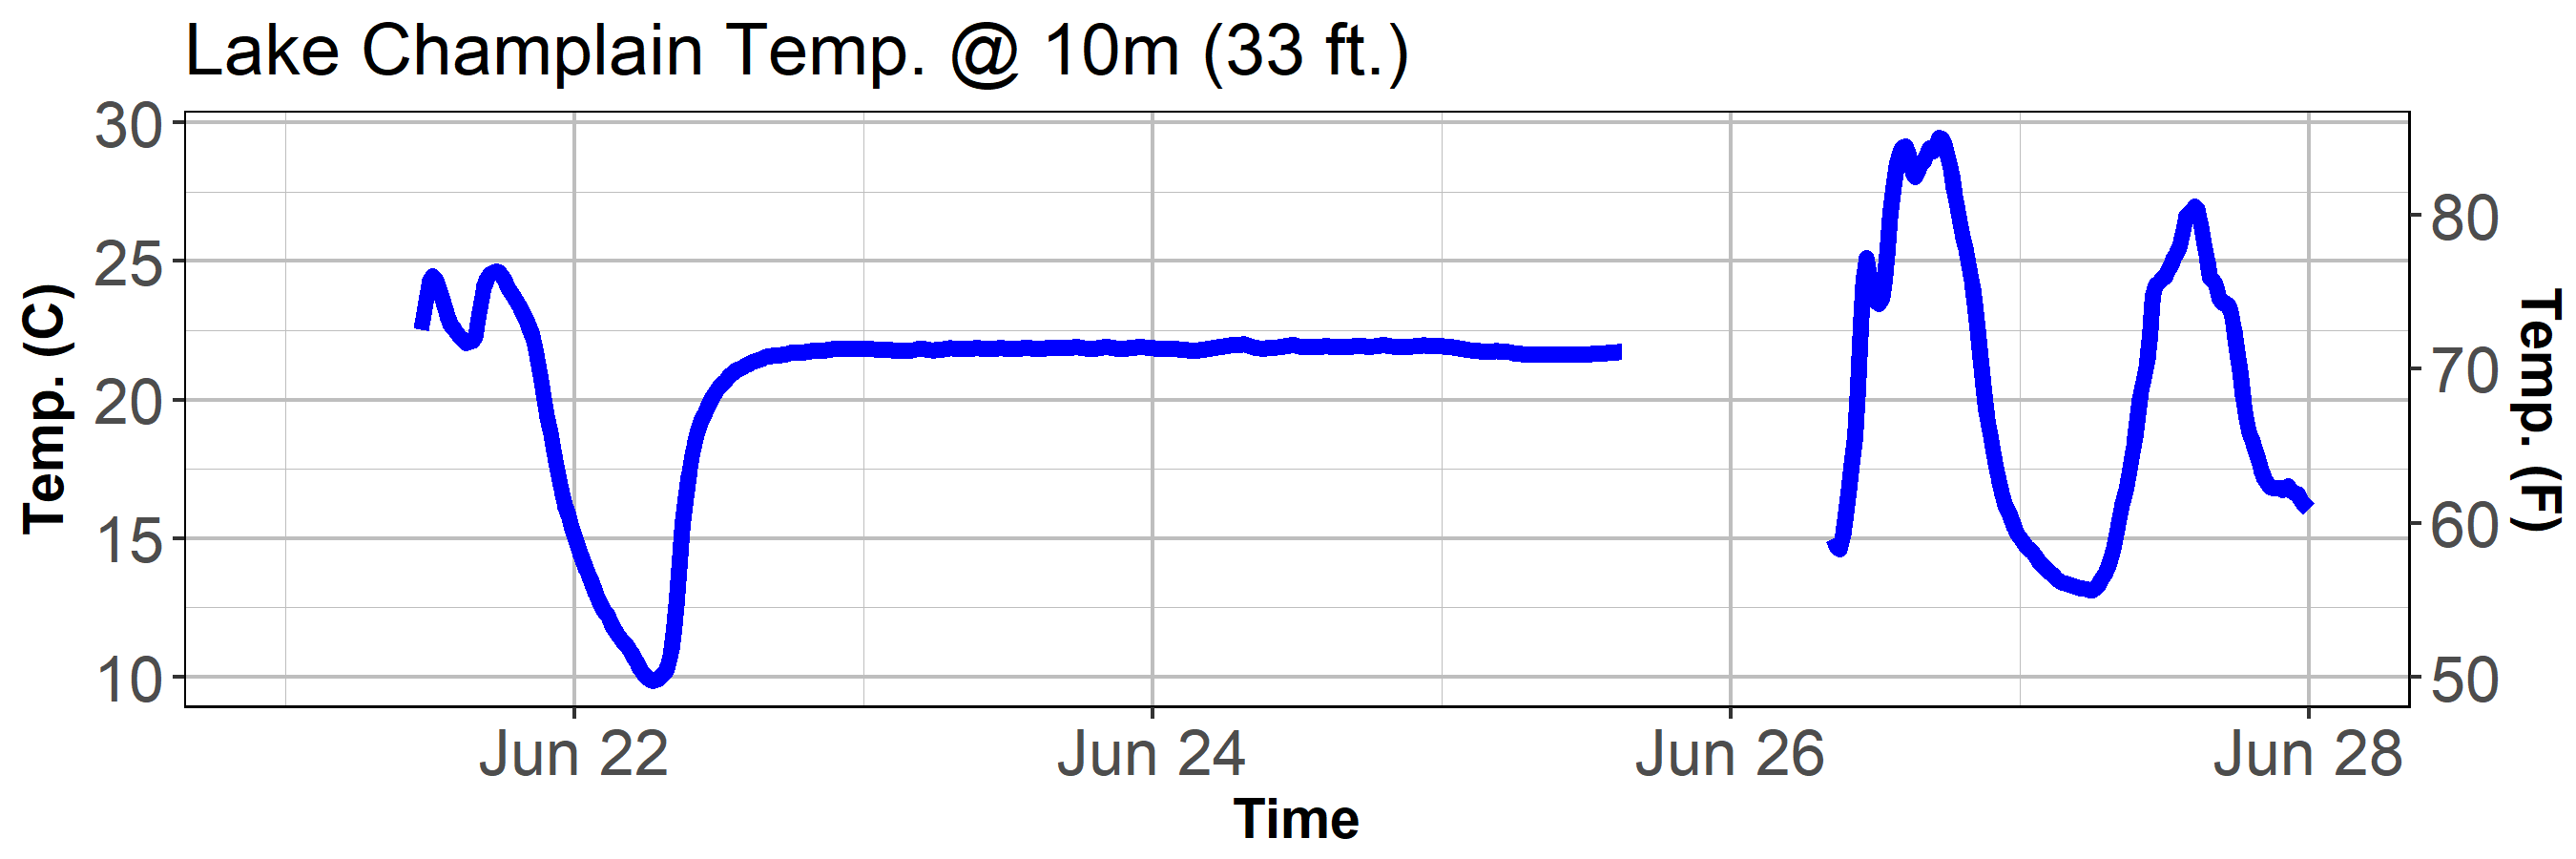 Lake Champlain Temp. @ 10m (33 ft.)
Temp. (C)
30
25
20
15
10
80
70
60
50
Temp. (F)
Jun 22
Jun 24
Jun 26
Jun 28
Time